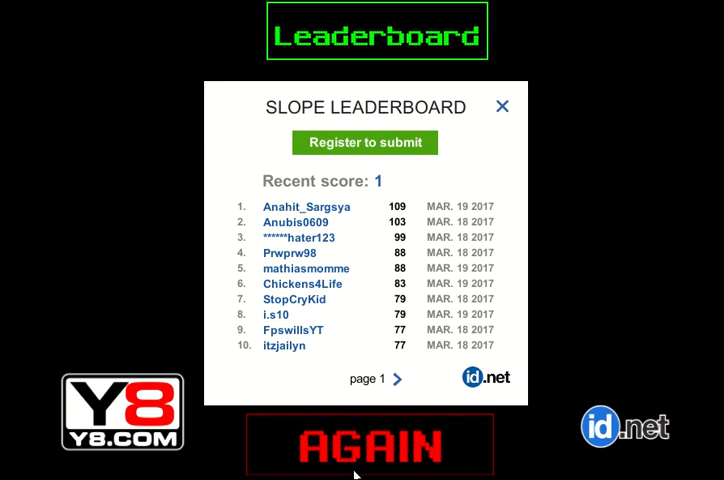 Leaderboard
SLOPE LEADERBOARD
Register to submit
Recent score: 1
1. Anahit_Sargsya 109 MAR. 19 2017
2. Anubis0609 103 MAR. 18 2017
3. ******hater123 99 MAR. 18 2017
4. Prwprw98 88 MAR. 18 2017
5. mathiasmomme 88 MAR. 19 2017
6. Chickens4Life 83 MAR. 18 2017
7. StopCryKid 79 MAR. 18 2017
8. i.s10 79 MAR. 19 2017
9. FpswillsYT 77 MAR. 18 2017
10. itzjailyn 77 MAR. 18 2017
page 1
id.net
Y8
Y8.COM
AGAIN
id.net